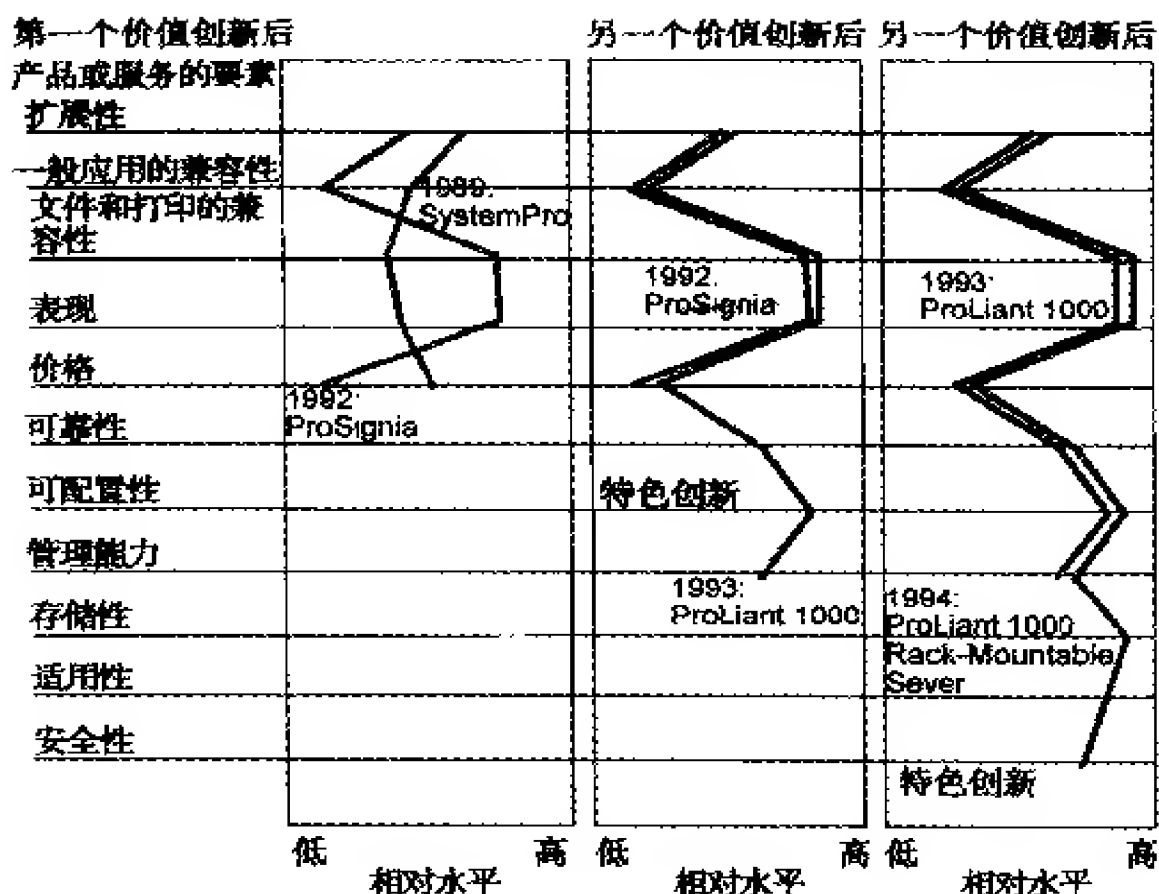 第一个价值创新后
另一个价值创新后
另一个价值创新后
产品或服务的要素
扩展性
一般应用的兼容性
文件和打印的兼
容性
表现
价格
可靠性
可配置性
管理能力
存储性
适用性
安全性
1989:
SystemPro
1992:
ProSignia
1992:
ProSignia
特色创新
1993:
ProLiant 1000
1993:
ProLiant 1000
1994:
ProLiant 1000
Rack-Mountable
Sever
特色创新
低 高
相对水平
低 高
相对水平
低 高
相对水平